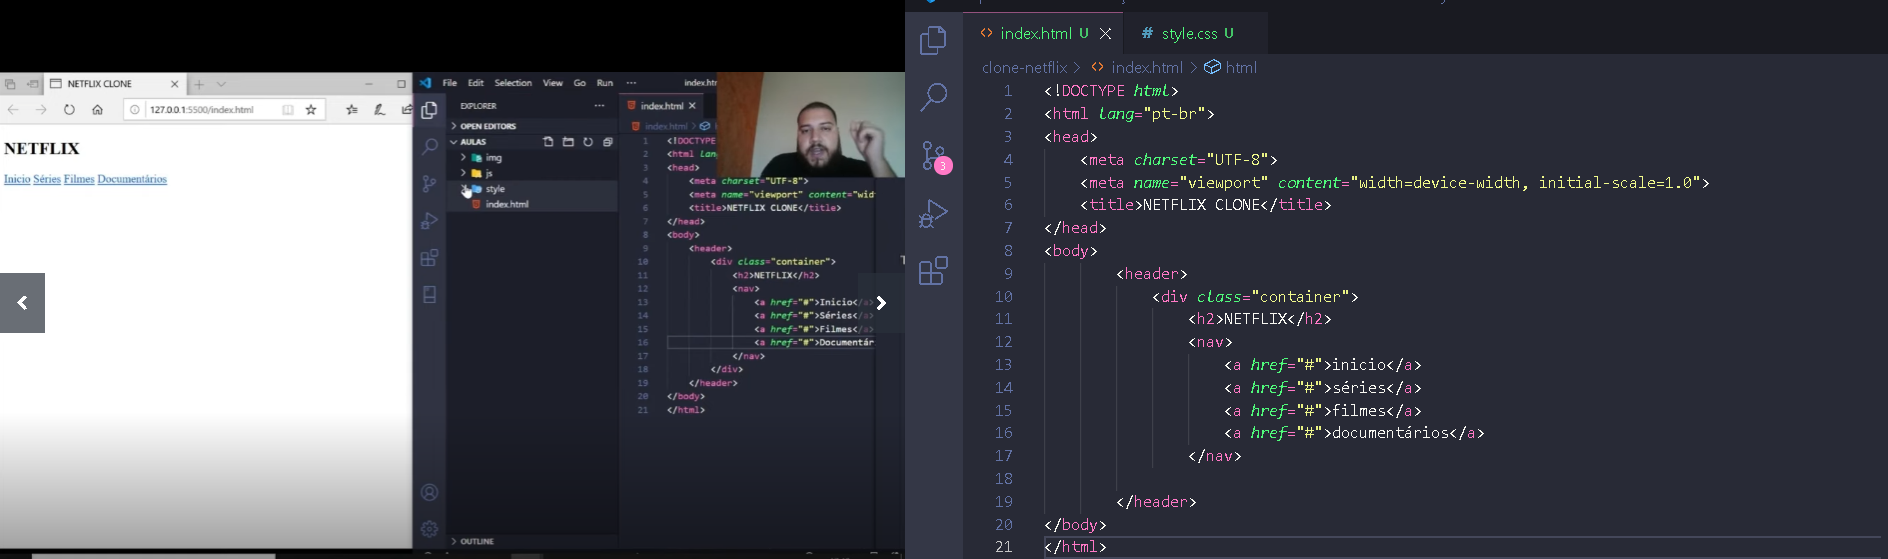 NETFLIX CLONE
127.0.0.1:5500/index.html
NETFLIX
Inicio Séries Filmes Documentários
File Edit Selection View Go Run ··· index.ht
EXPLORER ···
OPEN EDITORS
AULAS
img
js
style
index.html
OUTLINE
index.html
index.html
1 <!DOCTYPE
2 <html lan
3 <head>
4 <meta charset="UTF-8">
5 <meta name="viewport" content="wid
6 <title>NETFLIX CLONE</title>
7 </head>
8 <body>
9 <header>
10 <div class="container">
11 <h2>NETFLIX</h2>
12 <nav>
13 <a href="#">Inicio</a>
14 <a href="#">Séries</a>
15 <a href="#">Filmes</a>
16 <a href="#">Documentár
17 </nav>
18 </div>
19 </header>
20 </body>
21 </html>
3
index.html U
# style.css U
clone-netflix > index.html > html
1 <!DOCTYPE html>
2 <html lang="pt-br">
3 <head>
4 <meta charset="UTF-8">
5 <meta name="viewport" content="width=device-width, initial-scale=1.0">
6 <title>NETFLIX CLONE</title>
7 </head>
8 <body>
9 <header>
10 <div class="container">
11 <h2>NETFLIX</h2>
12 <nav>
13 <a href="#">inicio</a>
14 <a href="#">séries</a>
15 <a href="#">filmes</a>
16 <a href="#">documentários</a>
17 </nav>
18
19 </header>
20 </body>
21 </html>